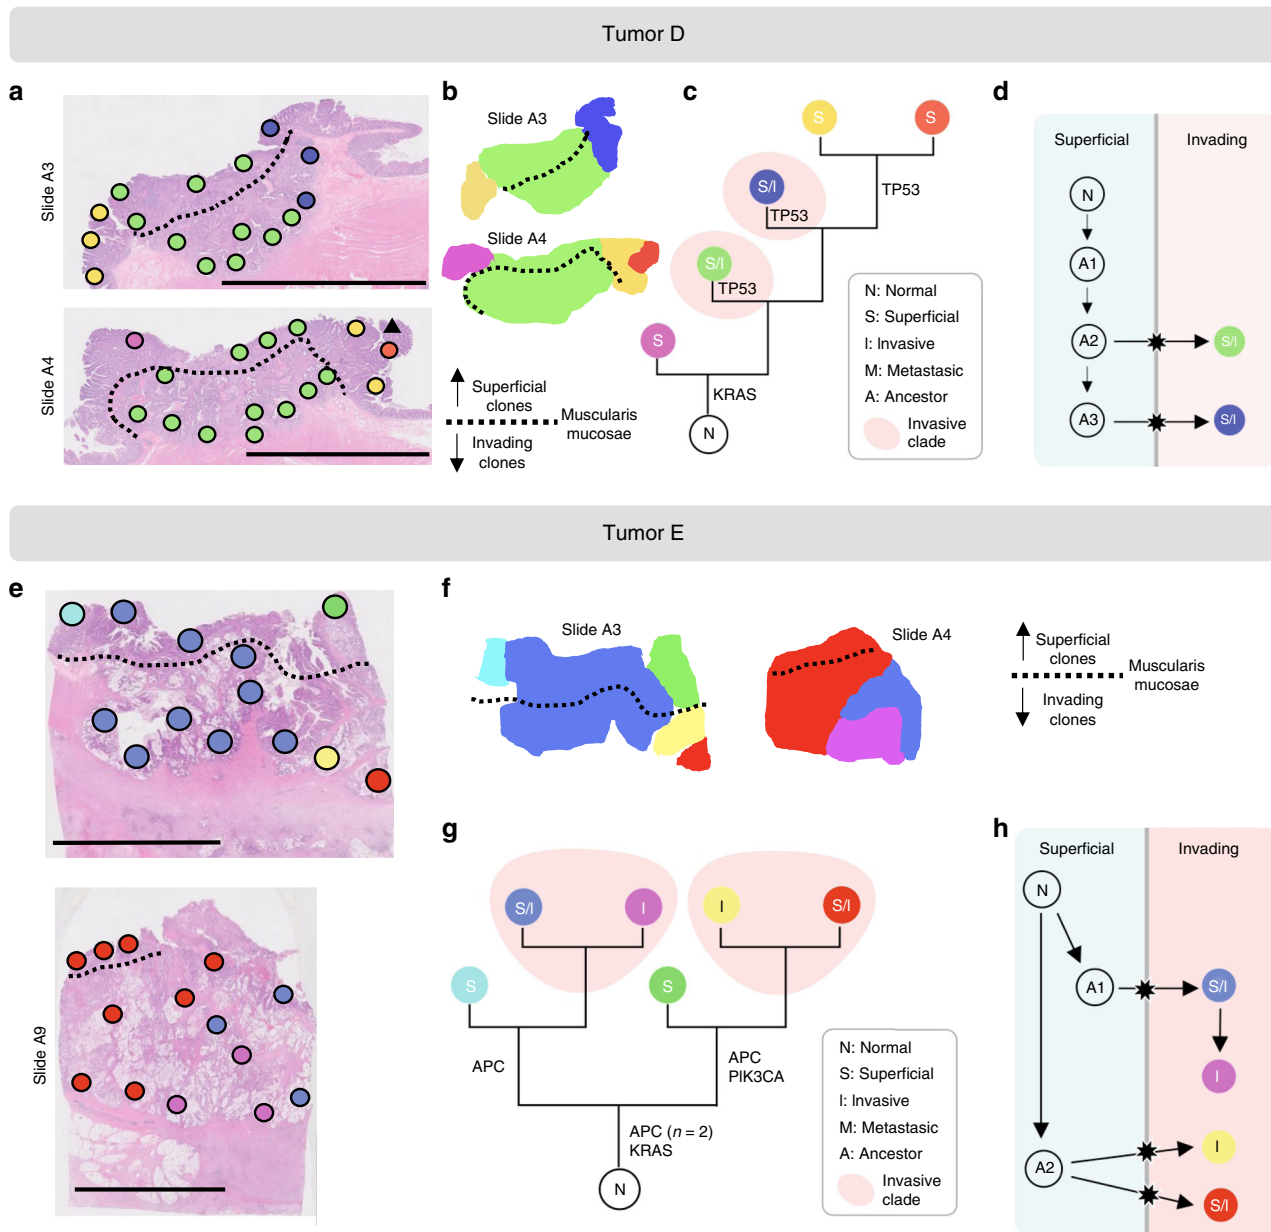 Tumor D
a
Slide A3
Slide A4
b
Slide A3
Slide A4
Superficial
clones
Muscularis
mucosae
Invading
clones
c
S
S
TP53
S/I
TP53
S/I
TP53
S
KRAS
N
N: Normal
S: Superficial
I: Invasive
M: Metastasic
A: Ancestor
Invasive
clade
d
Superficial
Invading
N
A1
A2
S/I
A3
S/I
Tumor E
e
Slide A9
f
Slide A3
Slide A4
Superficial
clones
Muscularis
mucosae
Invading
clones
g
S/I
I
I
S/I
S
S
APC
APC
PIK3CA
APC (n = 2)
KRAS
N
N: Normal
S: Superficial
I: Invasive
M: Metastasic
A: Ancestor
Invasive
clade
h
Superficial
Invading
N
A1
S/I
I
I
A2
S/I